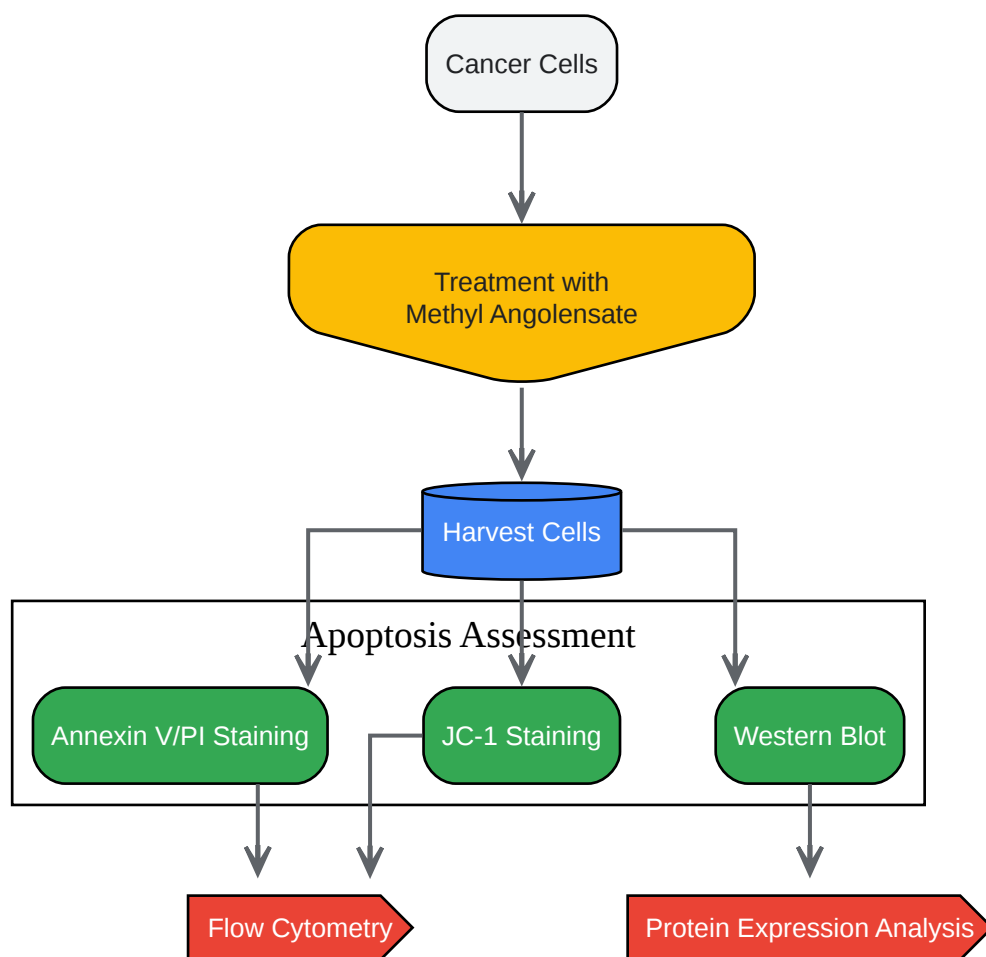 Cancer Cells
Treatment with
Methyl Angolensate
Harvest Cells
Apoptosis Assessment
Annexin V/PI Staining
JC-1 Staining
Western Blot
Flow Cytometry
Protein Expression Analysis